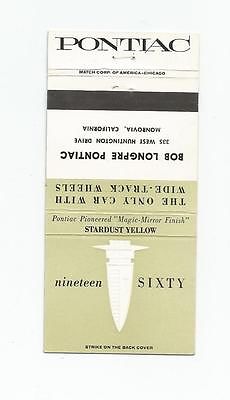 PONTIAC
MATCH CORP. OF AMERICA-CHICAGO
BOB LONGPRE PONTIAC
335 WEST HUNTINGTON DRIVE
MONROVIA, CALIFORNIA
THE ONLY CAR WITH
WIDE-TRACK WHEELS
Pontiac Pioneered "Magic-Mirror Finish"
STARDUST YELLOW
nineteen SIXTY
STRIKE ON THE BACK COVER